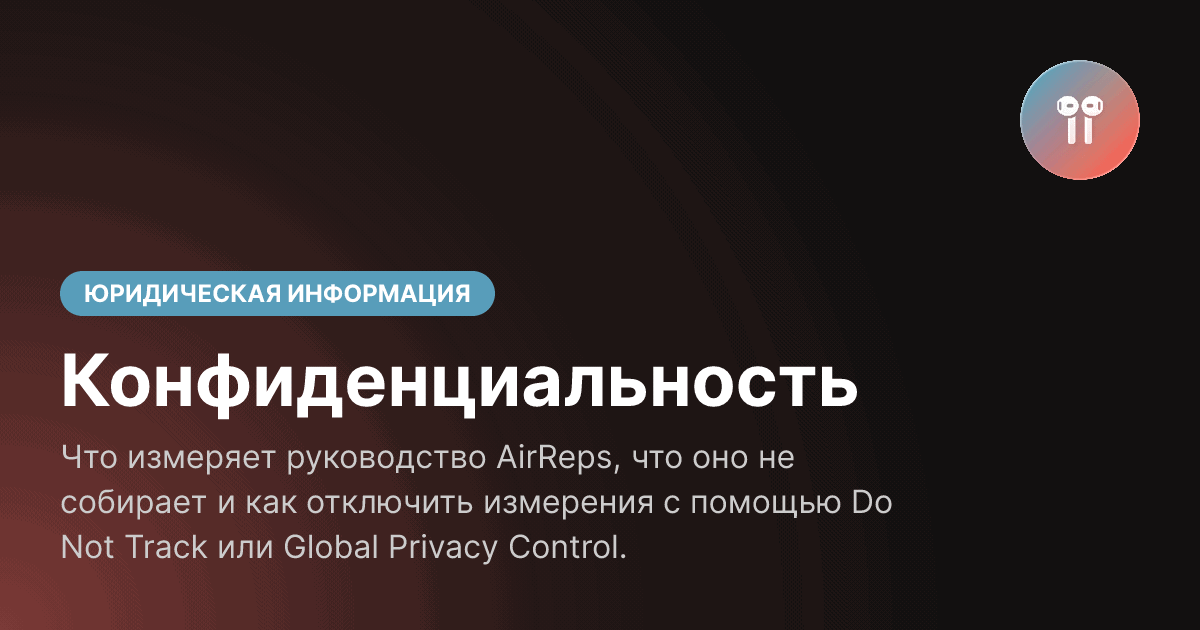 ЮРИДИЧЕСКАЯ ИНФОРМАЦИЯ
Конфиденциальность
Что измеряет руководство AirReps, что оно не
собирает и как отключить измерения с помощью Do
Not Track или Global Privacy Control.